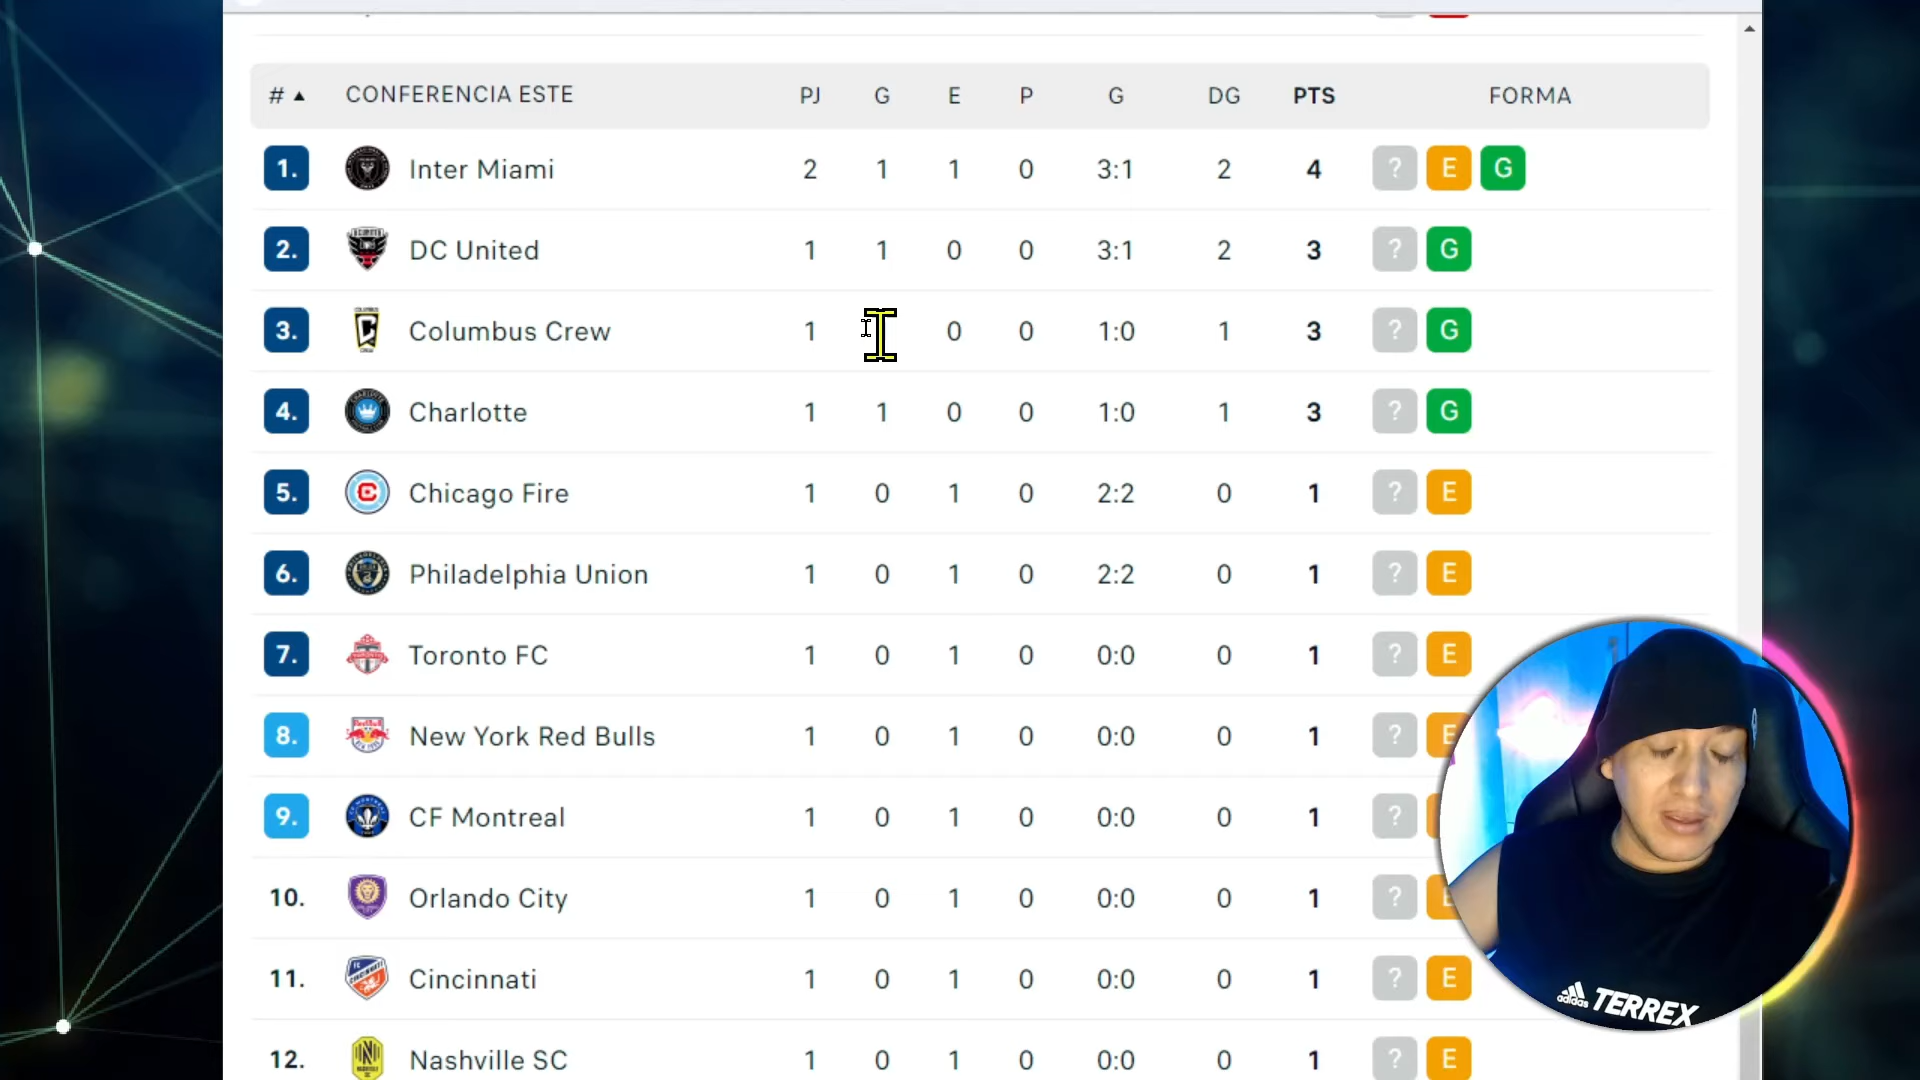 # ▲ CONFERENCIA ESTE PJ G E P G DG PTS FORMA
1. Inter Miami 2 1 1 0 3:1 2 4 ? E G
2. DC United 1 1 0 0 3:1 2 3 ? G
3. Columbus Crew 1 0 0 1:0 1 3 ? G
4. Charlotte 1 1 0 0 1:0 1 3 ? G
5. Chicago Fire 1 0 1 0 2:2 0 1 ? E
6. Philadelphia Union 1 0 1 0 2:2 0 1 ? E
7. Toronto FC 1 0 1 0 0:0 0 1 ? E
8. New York Red Bulls 1 0 1 0 0:0 0 1 ? E
9. CF Montreal 1 0 1 0 0:0 0 1 ?
10. Orlando City 1 0 1 0 0:0 0 1 ? E
11. Cincinnati 1 0 1 0 0:0 0 1 ? E
12. Nashville SC 1 0 1 0 0:0 0 1 ? E
adidas TERREX